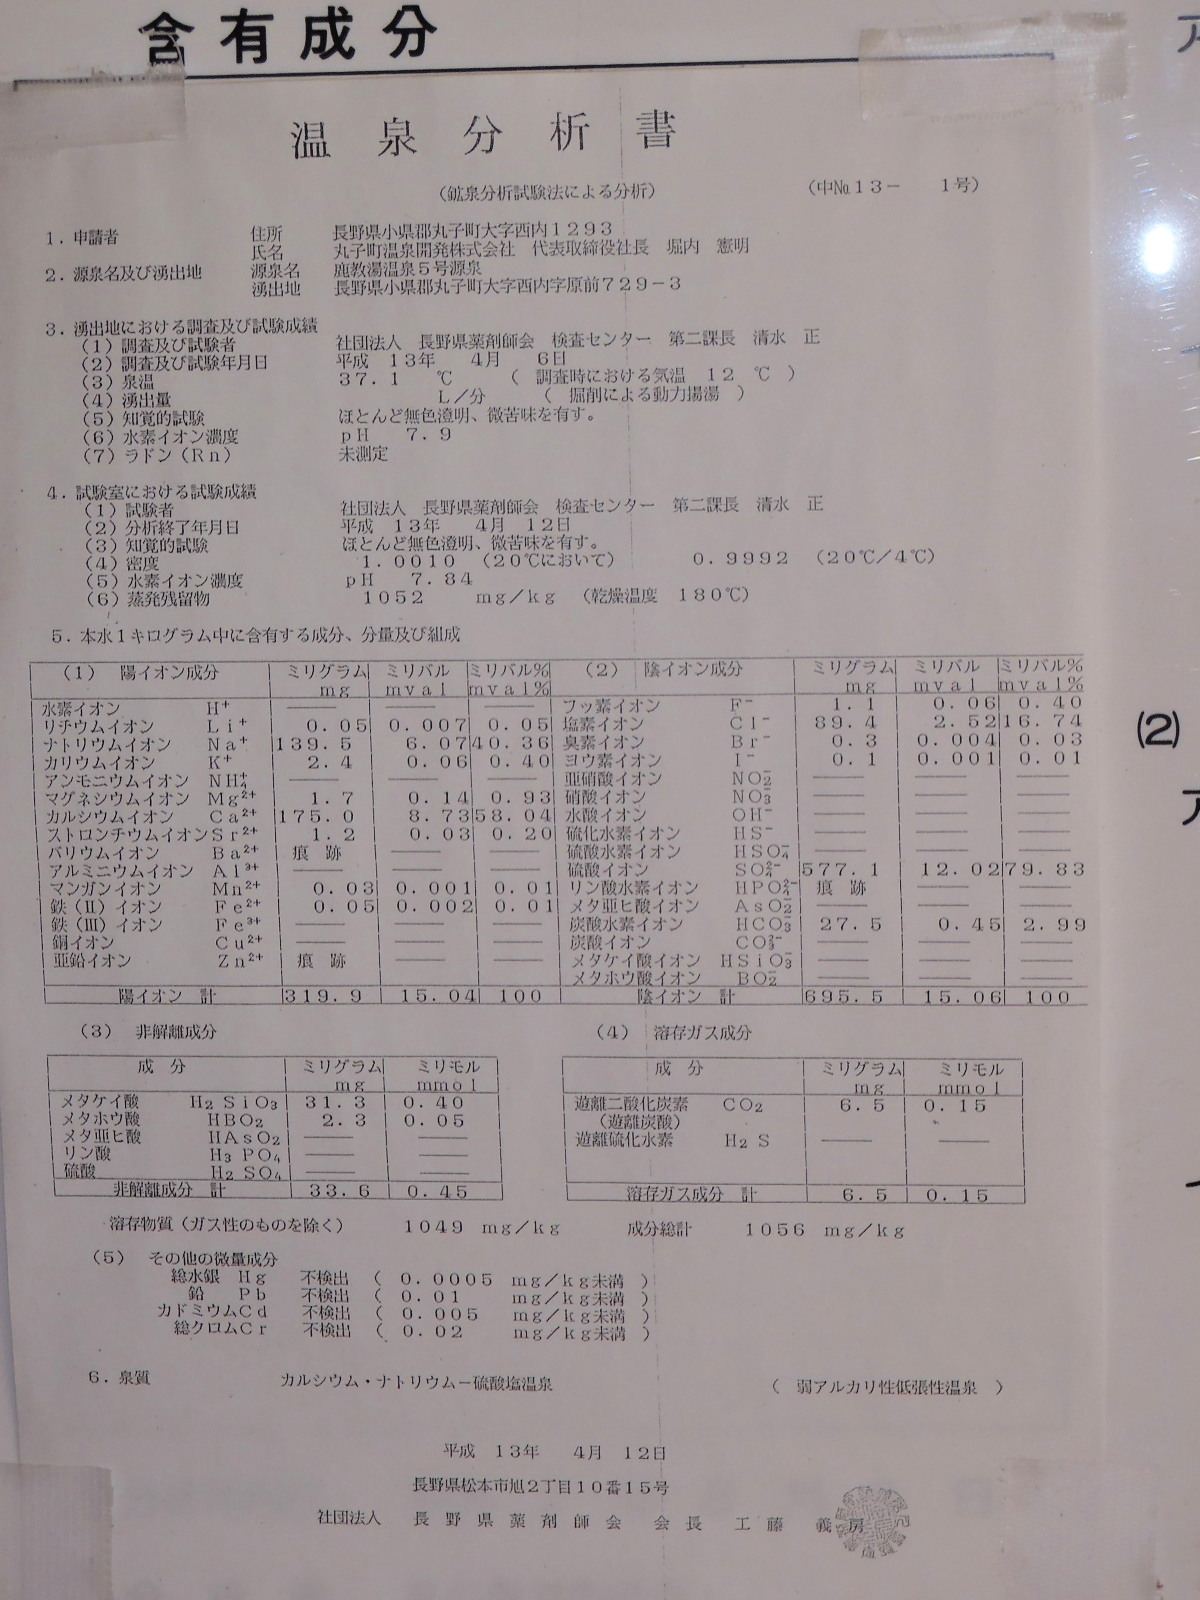 含有成分
温泉分析書
(鉱泉分析試験法による分析) (中№13- 1号)
1.申請者 住所 長野県小県郡丸子町大字西内1293
氏名 丸子町温泉開発株式会社 代表取締役社長 堀内 憲明
2.源泉名及び湧出地 源泉名 鹿教湯温泉5号源泉
湧出地 長野県小県郡丸子町大字西内字原前729-3
3.湧出地における調査及び試験成績
(1)調査及び試験者 社団法人 長野県薬剤師会 検査センター 第二課長 清水 正
(2)調査及び試験年月日 平成 13年 4月 6日
(3)泉温 37.1 ℃ ( 調査時における気温 12 ℃ )
(4)湧出量 L/分 ( 掘削による動力揚湯 )
(5)知覚的試験 ほとんど無色澄明、微苦味を有す。
(6)水素イオン濃度 pH 7.9
(7)ラドン(Rn) 未測定
4.試験室における試験成績
(1)試験者 社団法人 長野県薬剤師会 検査センター 第二課長 清水 正
(2)分析終了年月日 平成 13年 4月 12日
(3)知覚的試験 ほとんど無色澄明、微苦味を有す。
(4)密度 1.0010 (20℃において) 0.9992 (20℃/4℃)
(5)水素イオン濃度 pH 7.84
(6)蒸発残留物 1052 mg/kg (乾燥温度 180℃)
5.本水1キログラム中に含有する成分、分量及び組成
(1) 陽イオン成分 ミリグラム mg ミリバル mval ミリバル% mval% (2) 陰イオン成分 ミリグラム mg ミリバル mval ミリバル% mval%
水素イオン H⁺ ── ── ── フッ素イオン F⁻ 1.1 0.06 0.40
リチウムイオン Li⁺ 0.05 0.007 0.05 塩素イオン Cl⁻ 89.4 2.52 16.74
ナトリウムイオン Na⁺ 139.5 6.07 40.36 臭素イオン Br⁻ 0.3 0.004 0.03
カリウムイオン K⁺ 2.4 0.06 0.40 ヨウ素イオン I⁻ 0.1 0.001 0.01
アンモニウムイオン NH₄⁺ ── ── ── 亜硝酸イオン NO₂⁻ ── ── ──
マグネシウムイオン Mg²⁺ 1.7 0.14 0.93 硝酸イオン NO₃⁻ ── ── ──
カルシウムイオン Ca²⁺ 175.0 8.73 58.04 水酸イオン OH⁻ ── ── ──
ストロンチウムイオン Sr²⁺ 1.2 0.03 0.20 硫化水素イオン HS⁻ ── ── ──
バリウムイオン Ba²⁺ 痕跡 ── ── 硫酸水素イオン HSO₄⁻ ── ── ──
アルミニウムイオン Al³⁺ ── ── ── 硫酸イオン SO₄²⁻ 577.1 12.02 79.83
マンガンイオン Mn²⁺ 0.03 0.001 0.01 リン酸水素イオン HPO₄²⁻ 痕跡 ── ──
鉄(Ⅱ)イオン Fe²⁺ 0.05 0.002 0.01 メタ亜ヒ酸イオン AsO₂⁻ ── ── ──
鉄(Ⅲ)イオン Fe³⁺ ── ── ── 炭酸水素イオン HCO₃⁻ 27.5 0.45 2.99
銅イオン Cu²⁺ ── ── ── 炭酸イオン CO₃²⁻ ── ── ──
亜鉛イオン Zn²⁺ 痕跡 ── ── メタケイ酸イオン HSiO₃⁻ ── ── ──
メタホウ酸イオン BO₂⁻ ── ── ──
陽イオン 計 319.9 15.04 100 陰イオン 計 695.5 15.06 100
(3) 非解離成分 (4) 溶存ガス成分
成 分 ミリグラム mg ミリモル mmol 成 分 ミリグラム mg ミリモル mmol
メタケイ酸 H₂SiO₃ 31.3 0.40 遊離二酸化炭素 CO₂ 6.5 0.15
メタホウ酸 HBO₂ 2.3 0.05 (遊離炭酸)
メタ亜ヒ酸 HAsO₂ ── ── 遊離硫化水素 H₂S ── ──
リン酸 H₃PO₄ ── ──
硫酸 H₂SO₄ ── ──
非解離成分 計 33.6 0.45 溶存ガス成分 計 6.5 0.15
溶存物質(ガス性のものを除く) 1049 mg/kg 成分総計 1056 mg/kg
(5) その他の微量成分
総水銀 Hg 不検出 ( 0.0005 mg/kg未満 )
鉛 Pb 不検出 ( 0.01 mg/kg未満 )
カドミウムCd 不検出 ( 0.005 mg/kg未満 )
総クロムCr 不検出 ( 0.02 mg/kg未満 )
6.泉質 カルシウム・ナトリウム-硫酸塩温泉 ( 弱アルカリ性低張性温泉 )
平成 13年 4月 12日
長野県松本市旭2丁目10番15号
社団法人 長野県薬剤師会 会長 工藤 義房
(2)
ア